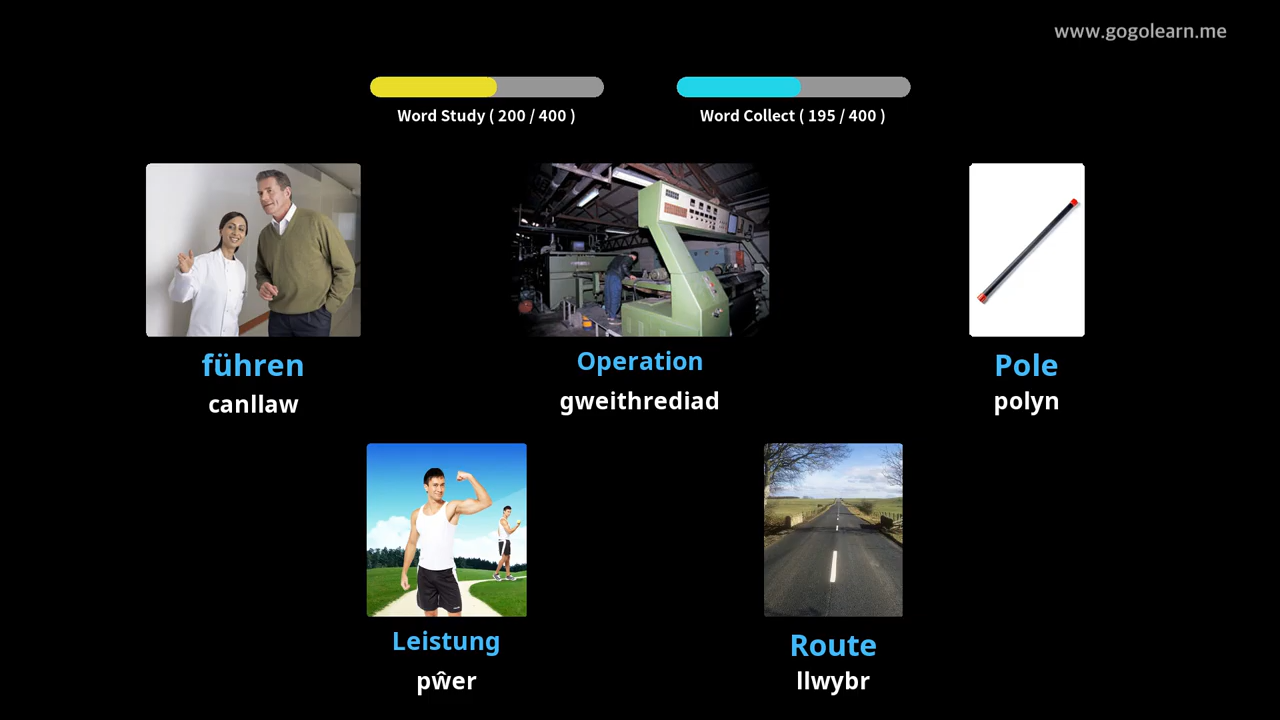 www.gogolearn.me
Word Study ( 200 / 400 )
Word Collect ( 195 / 400 )
führen
canllaw
Operation
gweithrediad
Pole
polyn
Leistung
pŵer
Route
llwybr